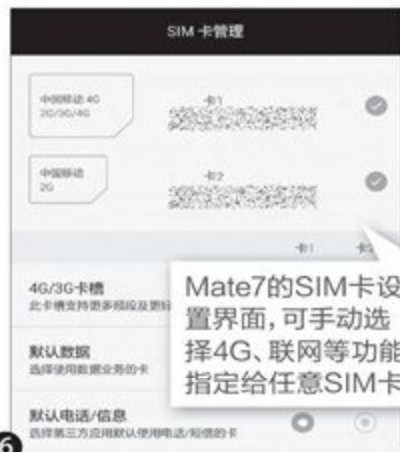 SIM 卡管理
中国移动 4G
2G/3G/4G
卡1
中国移动
2G
卡2
卡1
4G/3G卡槽
此卡槽支持更多频段及更
Mate7的SIM卡设
置界面,可手动选
择4G、联网等功能
指定给任意SIM卡
默认数据
选择使用数据业务的卡
默认电话/信息
选择第三方应用默认使用电话/短信的卡
6